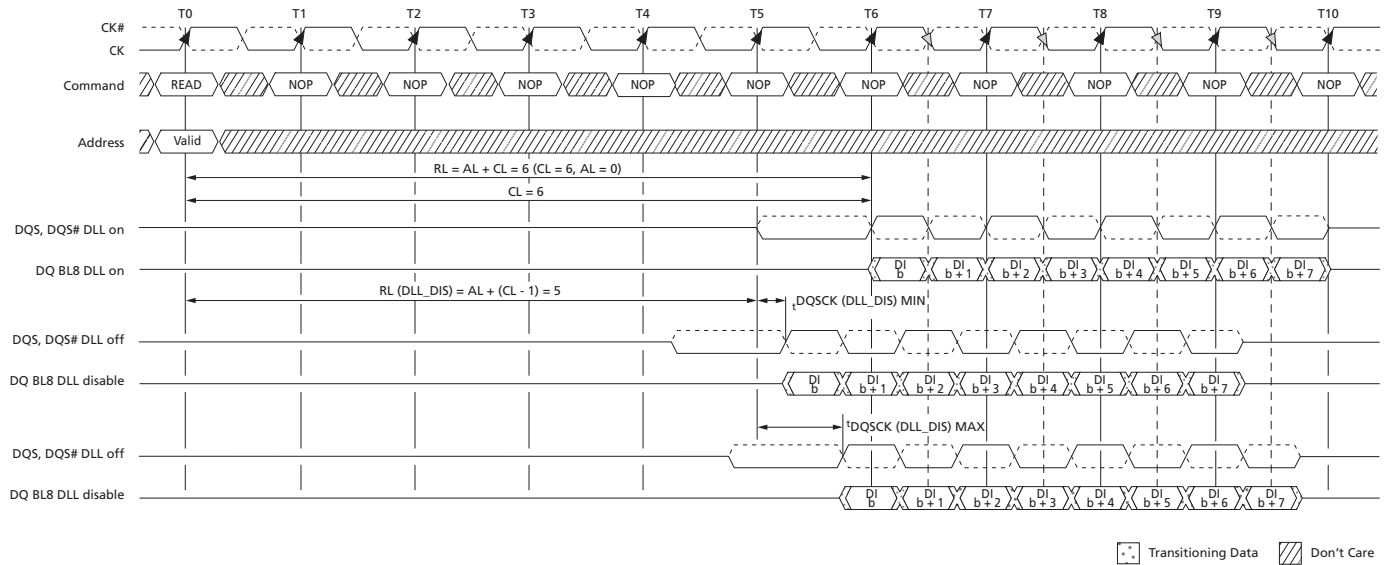 T0 T1 T2 T3 T4 T5 T6 T7 T8 T9 T10
CK#
CK
Command READ NOP NOP NOP NOP NOP NOP NOP NOP NOP NOP
Address Valid
RL = AL + CL = 6 (CL = 6, AL = 0)
CL = 6
DQS, DQS# DLL on
DQ BL8 DLL on DI b DI b + 1 DI b + 2 DI b + 3 DI b + 4 DI b + 5 DI b + 6 DI b + 7
RL (DLL_DIS) = AL + (CL - 1) = 5
tDQSCK (DLL_DIS) MIN
DQS, DQS# DLL off
DQ BL8 DLL disable DI b DI b + 1 DI b + 2 DI b + 3 DI b + 4 DI b + 5 DI b + 6 DI b + 7
tDQSCK (DLL_DIS) MAX
DQS, DQS# DLL off
DQ BL8 DLL disable DI b DI b + 1 DI b + 2 DI b + 3 DI b + 4 DI b + 5 DI b + 6 DI b + 7
Transitioning Data Don't Care